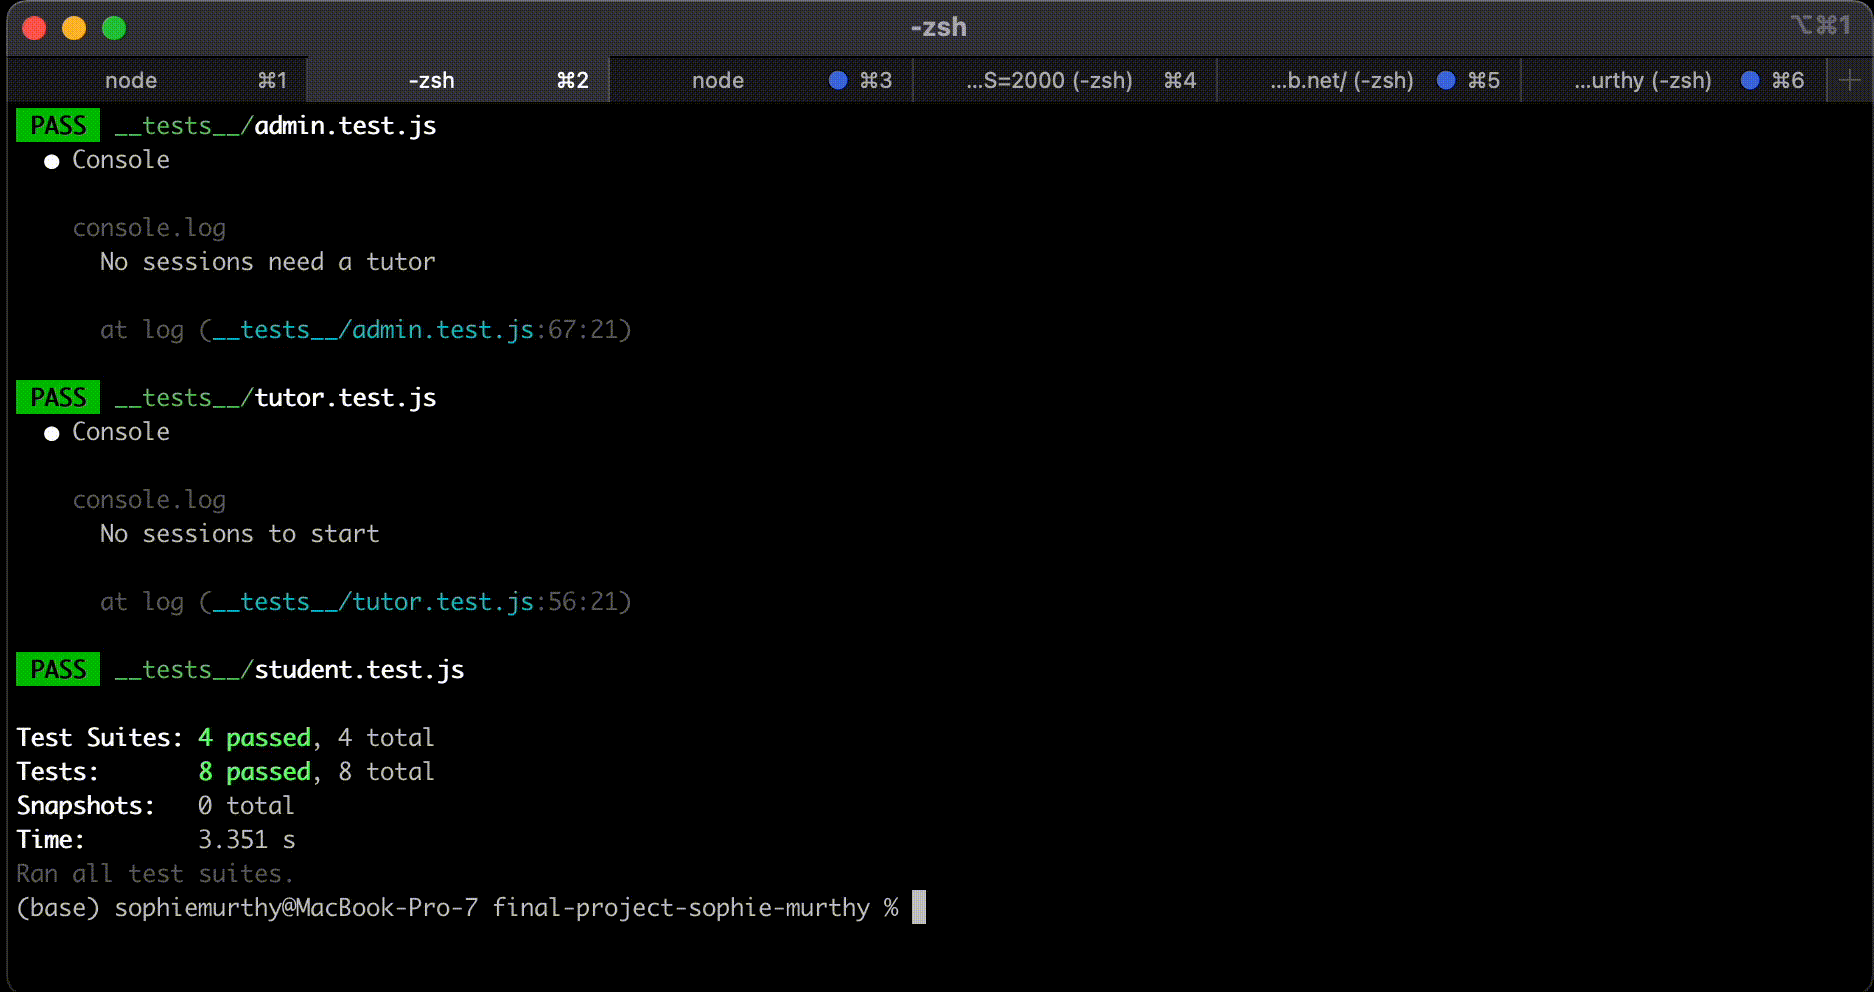 -zsh
⌥⌘1
node ⌘1 -zsh ⌘2 node ⌘3 ...S=2000 (-zsh) ⌘4 ...b.net/ (-zsh) ⌘5 ...urthy (-zsh) ⌘6 +
PASS __tests__/admin.test.js
● Console
console.log
No sessions need a tutor
at log (__tests__/admin.test.js:67:21)
PASS __tests__/tutor.test.js
● Console
console.log
No sessions to start
at log (__tests__/tutor.test.js:56:21)
PASS __tests__/student.test.js
Test Suites: 4 passed, 4 total
Tests: 8 passed, 8 total
Snapshots: 0 total
Time: 3.351 s
Ran all test suites.
(base) sophiemurthy@MacBook-Pro-7 final-project-sophie-murthy %